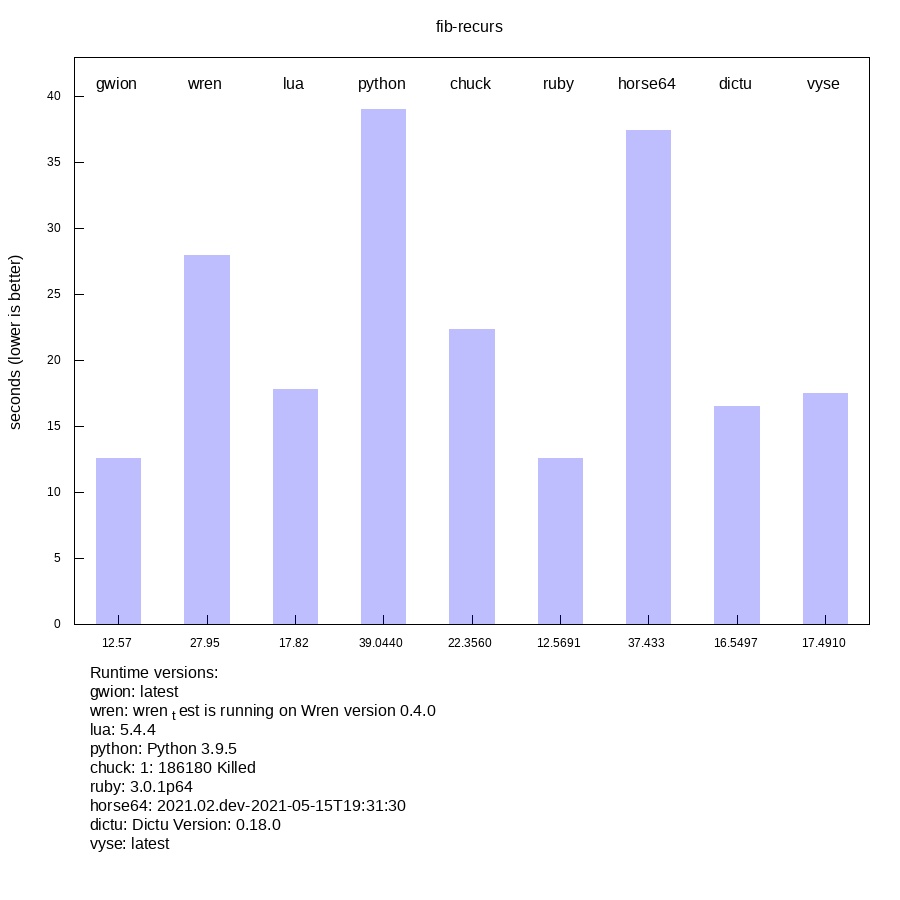 fib-recurs
gwion wren lua python chuck ruby horse64 dictu vyse
seconds (lower is better)
40
35
30
25
20
15
10
5
0
12.57 27.95 17.82 39.0440 22.3560 12.5691 37.433 16.5497 17.4910
Runtime versions:
gwion: latest
wren: wren t est is running on Wren version 0.4.0
lua: 5.4.4
python: Python 3.9.5
chuck: 1: 186180 Killed
ruby: 3.0.1p64
horse64: 2021.02.dev-2021-05-15T19:31:30
dictu: Dictu Version: 0.18.0
vyse: latest